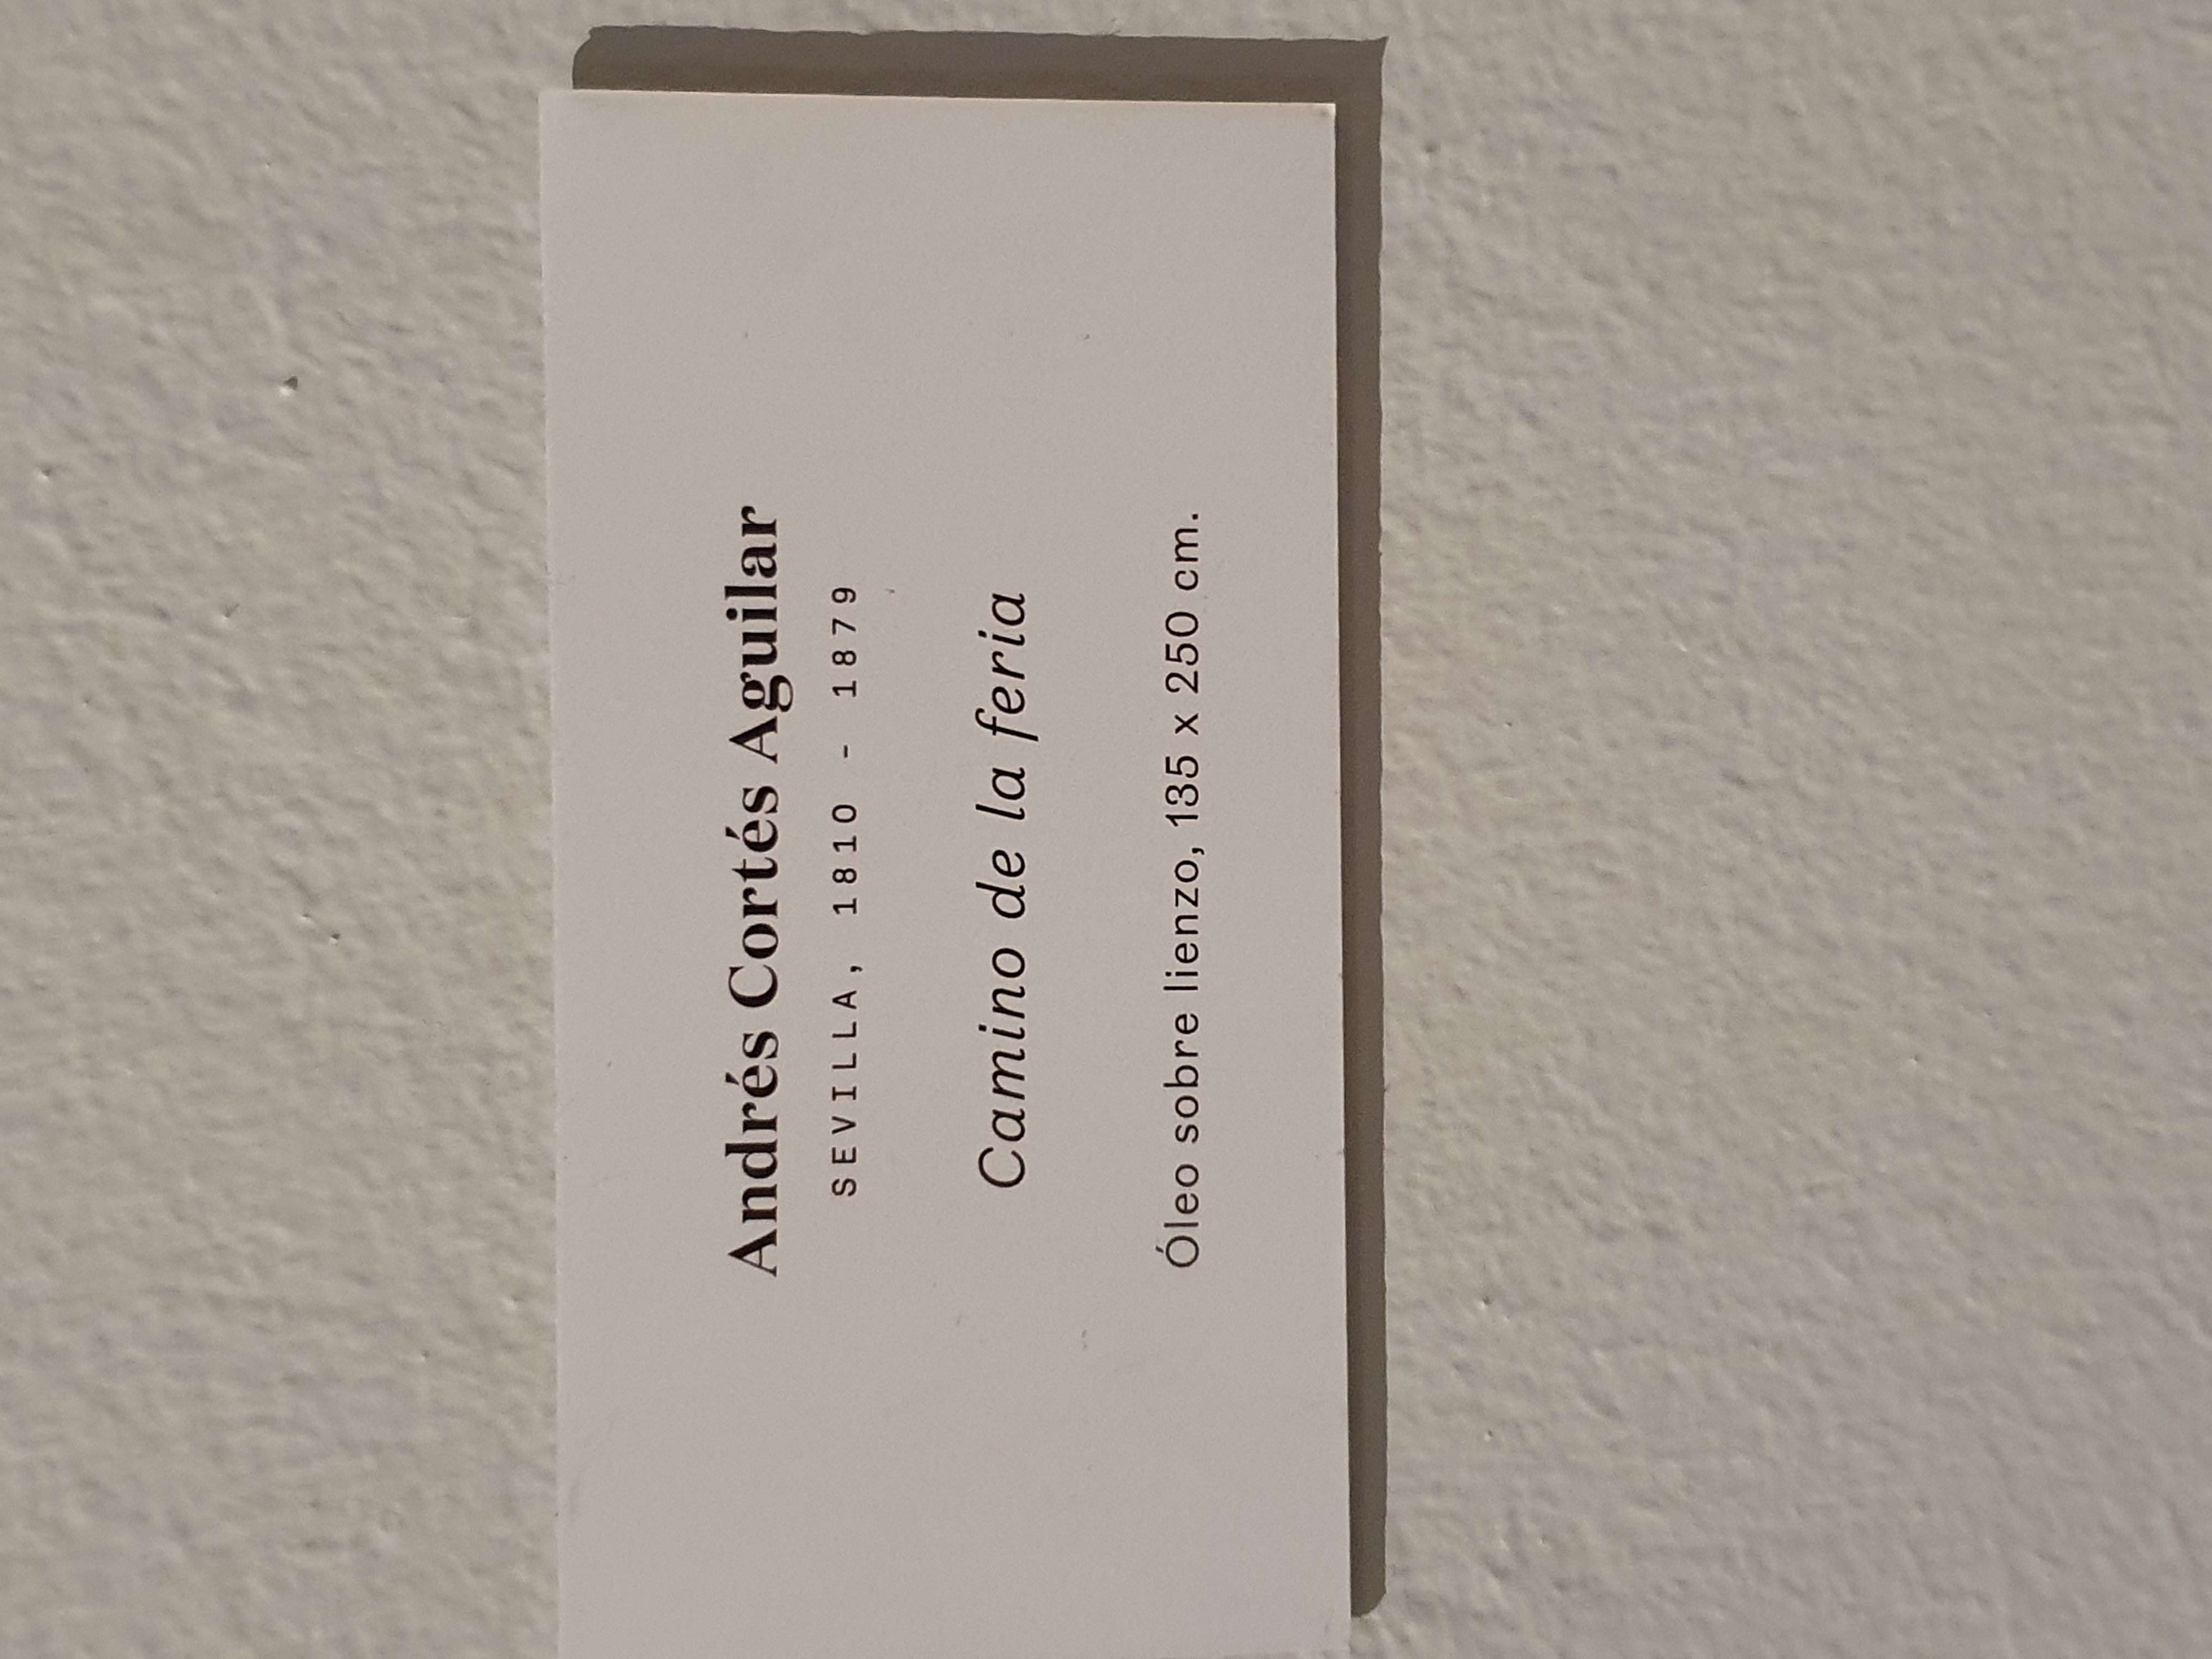 Andrés Cortés Aguilar
SEVILLA, 1810 - 1879
Camino de la feria
Óleo sobre lienzo, 135 x 250 cm.